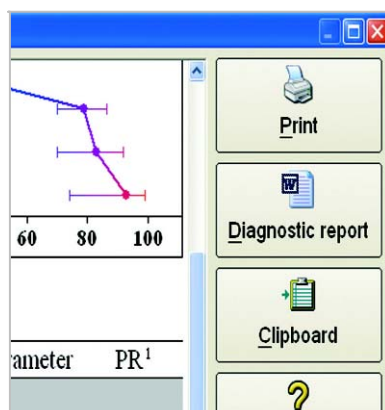 Print
Diagnostic report
60 80 100
Clipboard
rameter PR¹